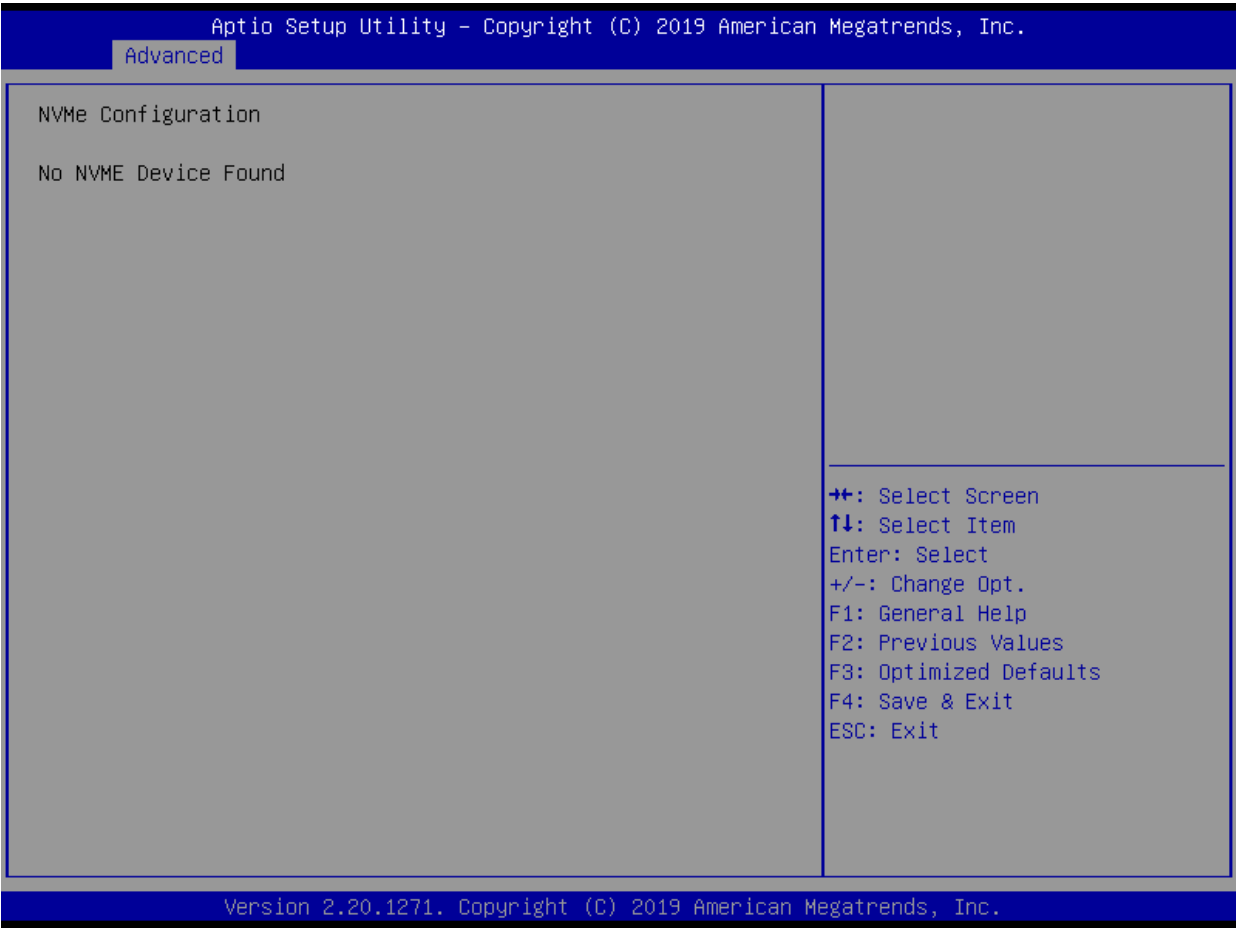 Aptio Setup Utility – Copyright (C) 2019 American Megatrends, Inc.
Advanced
NVMe Configuration
No NVME Device Found
→←: Select Screen
↑↓: Select Item
Enter: Select
+/-: Change Opt.
F1: General Help
F2: Previous Values
F3: Optimized Defaults
F4: Save & Exit
ESC: Exit
Version 2.20.1271. Copyright (C) 2019 American Megatrends, Inc.